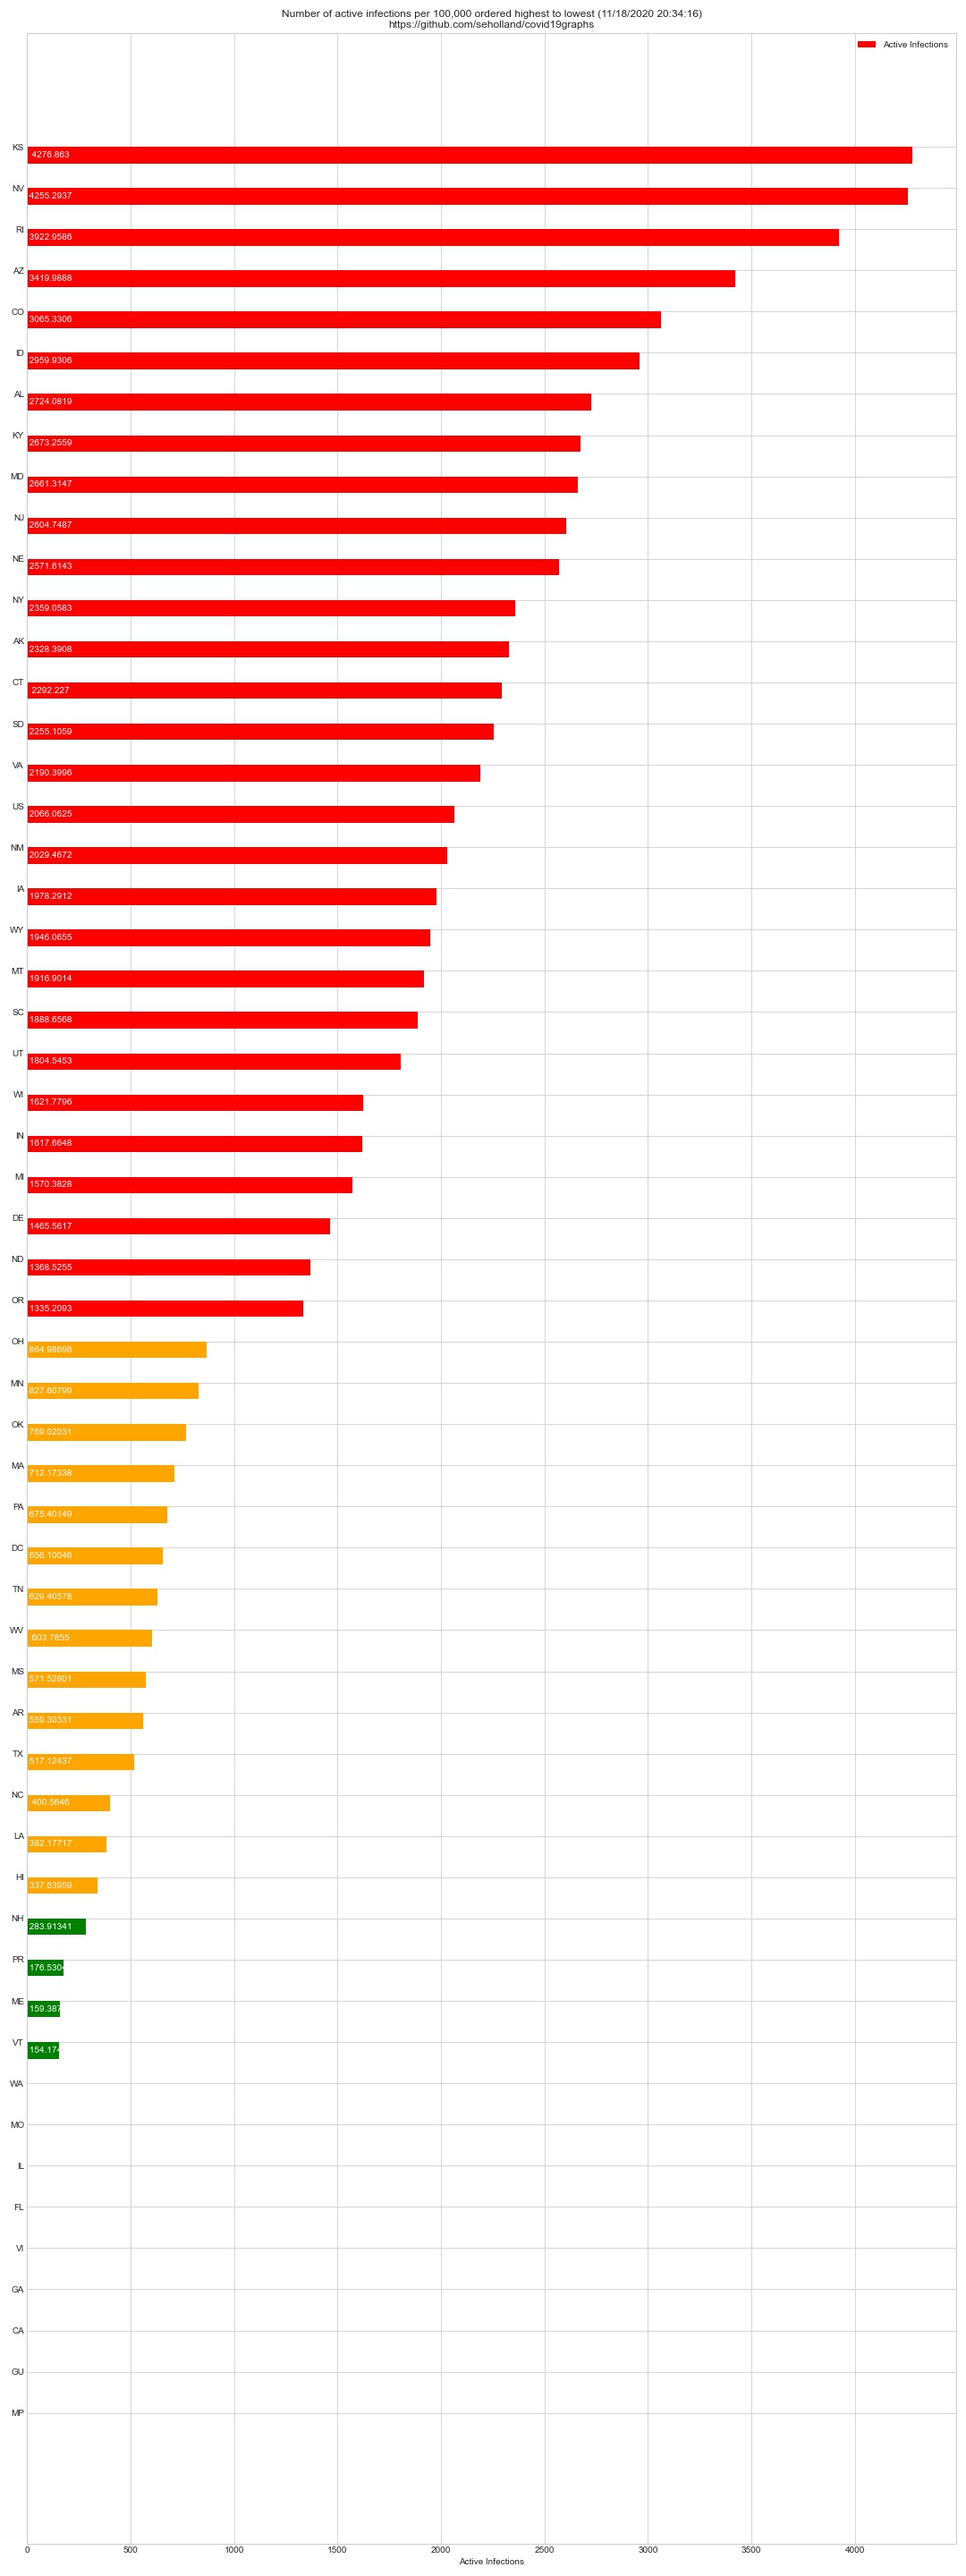 Number of active infections per 100,000 ordered highest to lowest (11/18/2020 20:34:16)
https://github.com/seholland/covid19graphs
Active Infections
KS 4276.863
NV 4255.2937
RI 3922.9586
AZ 3419.9888
CO 3065.3306
ID 2959.9306
AL 2724.0819
KY 2673.2559
MD 2661.3147
NJ 2604.7487
NE 2571.6143
NY 2359.0583
AK 2328.3908
CT 2292.227
SD 2255.1059
VA 2190.3996
US 2066.0625
NM 2029.4672
IA 1978.2912
WY 1946.0655
MT 1916.9014
SC 1888.6568
UT 1804.5453
WI 1621.7796
IN 1617.6648
MI 1570.3828
DE 1465.5617
ND 1368.5255
OR 1335.2093
OH 864.98698
MN 827.60799
OK 769.02031
MA 712.17338
PA 675.40149
DC 656.10046
TN 629.40578
WV 603.7855
MS 571.52801
AR 559.30331
TX 517.12437
NC 400.5646
LA 382.17717
HI 337.63959
NH 283.91341
PR 176.5304
ME 159.387
VT 154.174
WA
MO
IL
FL
VI
GA
CA
GU
MP
0 500 1000 1500 2000 2500 3000 3500 4000
Active Infections